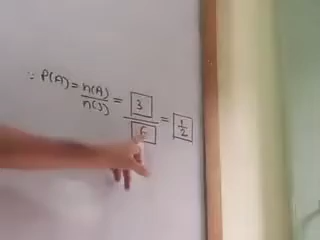 ∵ P(A) = n(A)/n(S) = 3/6 = 1/2